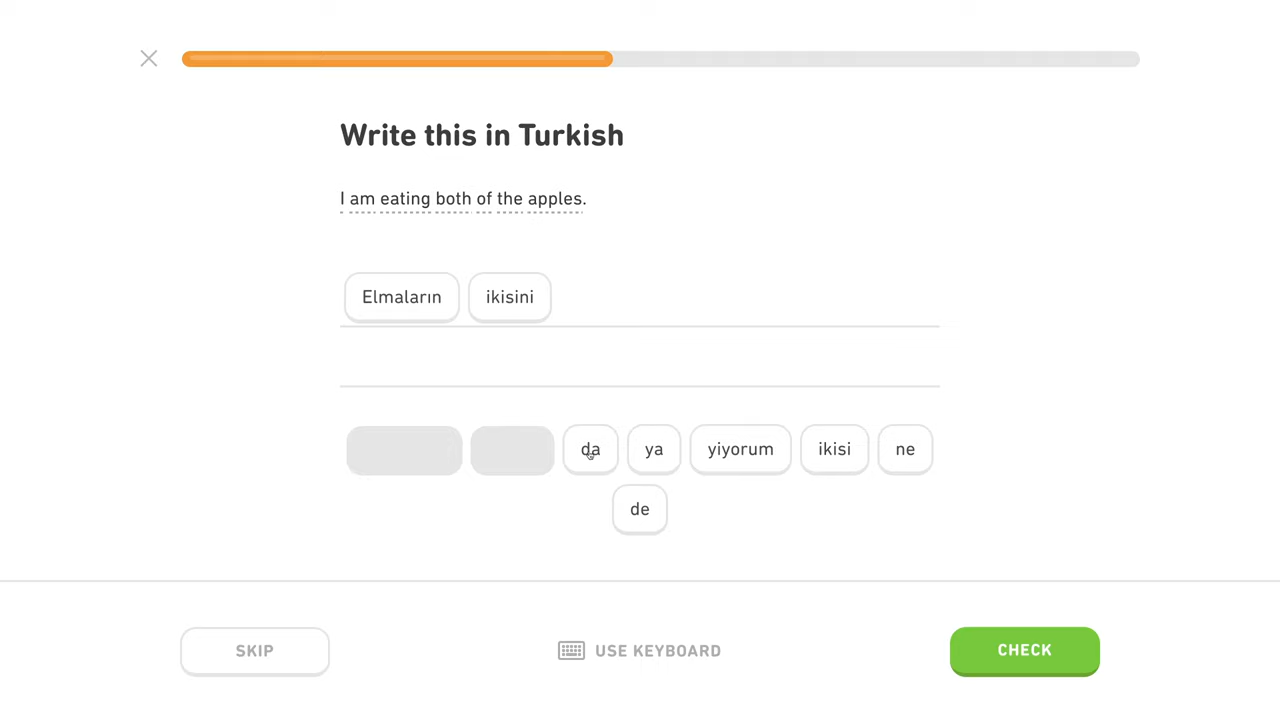 Write this in Turkish
I am eating both of the apples.
Elmaların ikisini
da ya yiyorum ikisi ne
de
SKIP USE KEYBOARD CHECK